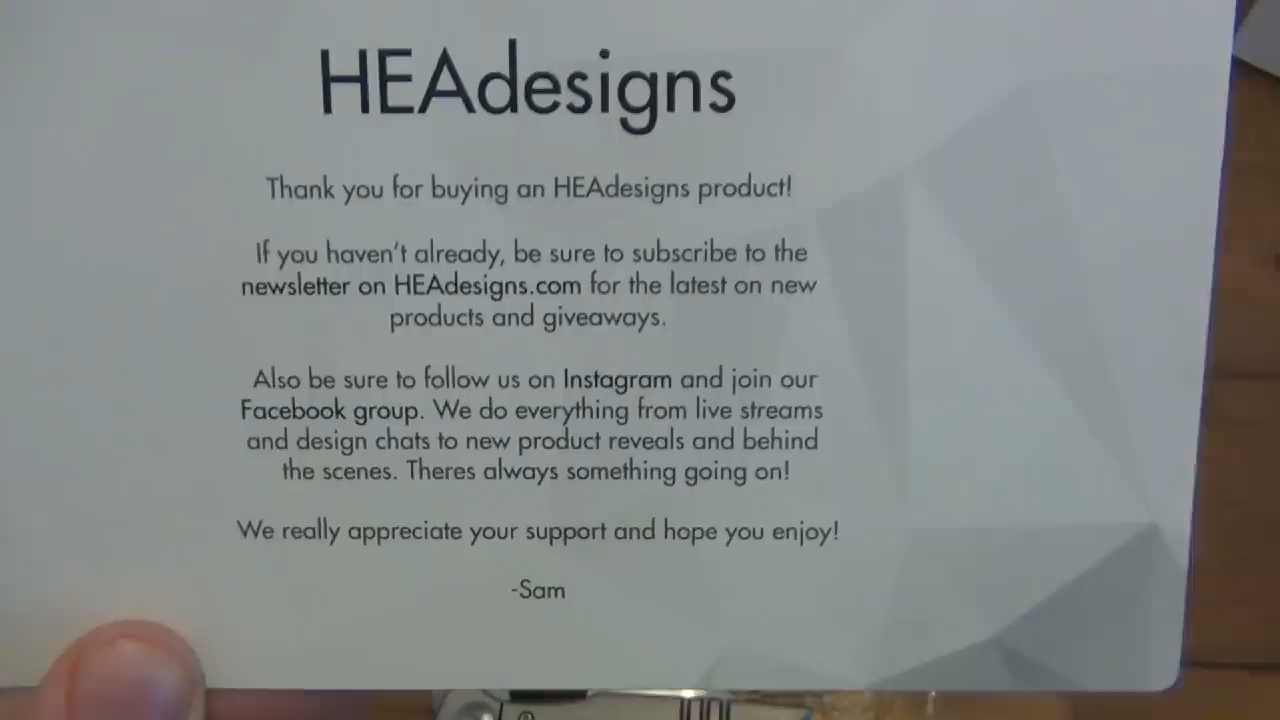 HEAdesigns
Thank you for buying an HEAdesigns product!
If you haven't already, be sure to subscribe to the
newsletter on HEAdesigns.com for the latest on new
products and giveaways.
Also be sure to follow us on Instagram and join our
Facebook group. We do everything from live streams
and design chats to new product reveals and behind
the scenes. Theres always something going on!
We really appreciate your support and hope you enjoy!
-Sam